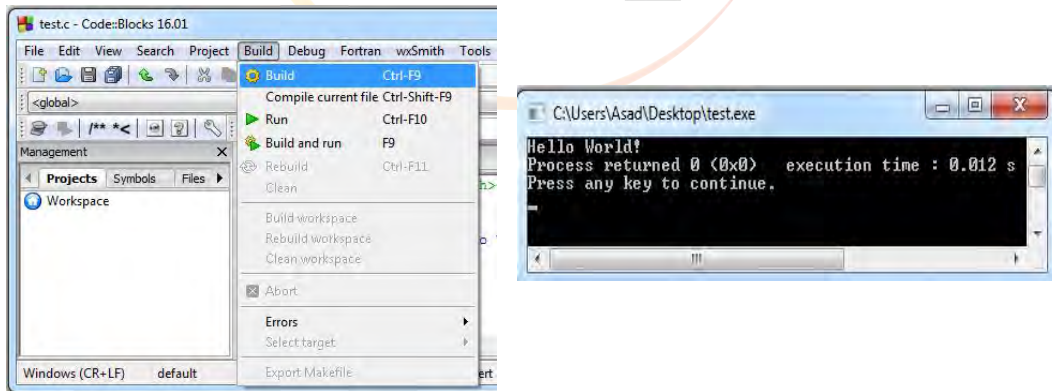 test.c - Code::Blocks 16.01
File Edit View Search Project Build Debug Fortran wxSmith Tools
Build Ctrl-F9
Compile current file Ctrl-Shift-F9
<global>
Run Ctrl-F10
/** *<
Build and run F9
Management
Rebuild Ctrl-F11
Projects Symbols Files
Clean
h>
Workspace
Build workspace
Rebuild workspace
o
Clean workspace
Abort
Errors
Select target
Windows (CR+LF) default
Export Makefile
ert
C:\Users\Asad\Desktop\test.exe
Hello World!
Process returned 0 (0x0) execution time : 0.012 s
Press any key to continue.